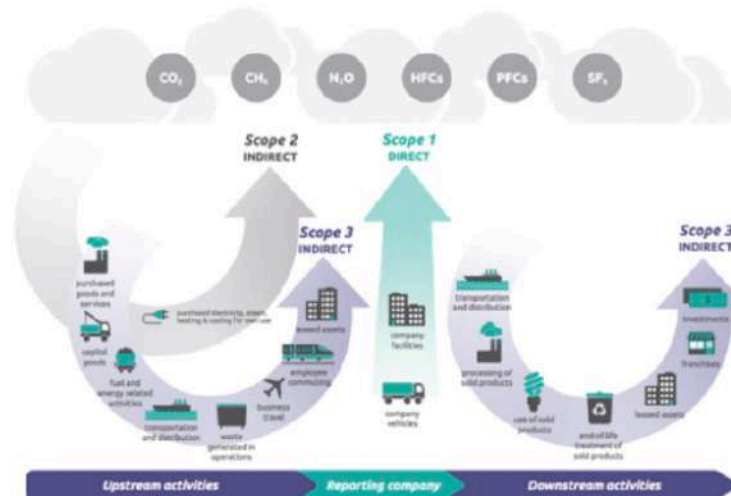 CO₂ CH₄ N₂O HFCs PFCs SF₆
Scope 2
INDIRECT
Scope 1
DIRECT
Scope 3
INDIRECT
Scope 3
INDIRECT
purchased
goods and
services
capital
goods
fuel and
energy related
activities
transportation
and distribution
waste
generated in
operations
business
travel
employee
commuting
leased assets
purchased electricity, steam,
heating & cooling for own use
company
facilities
company
vehicles
transportation
and distribution
processing of
sold products
use of sold
products
end of life
treatment of
sold products
leased assets
franchises
investments
Upstream activities
Reporting company
Downstream activities